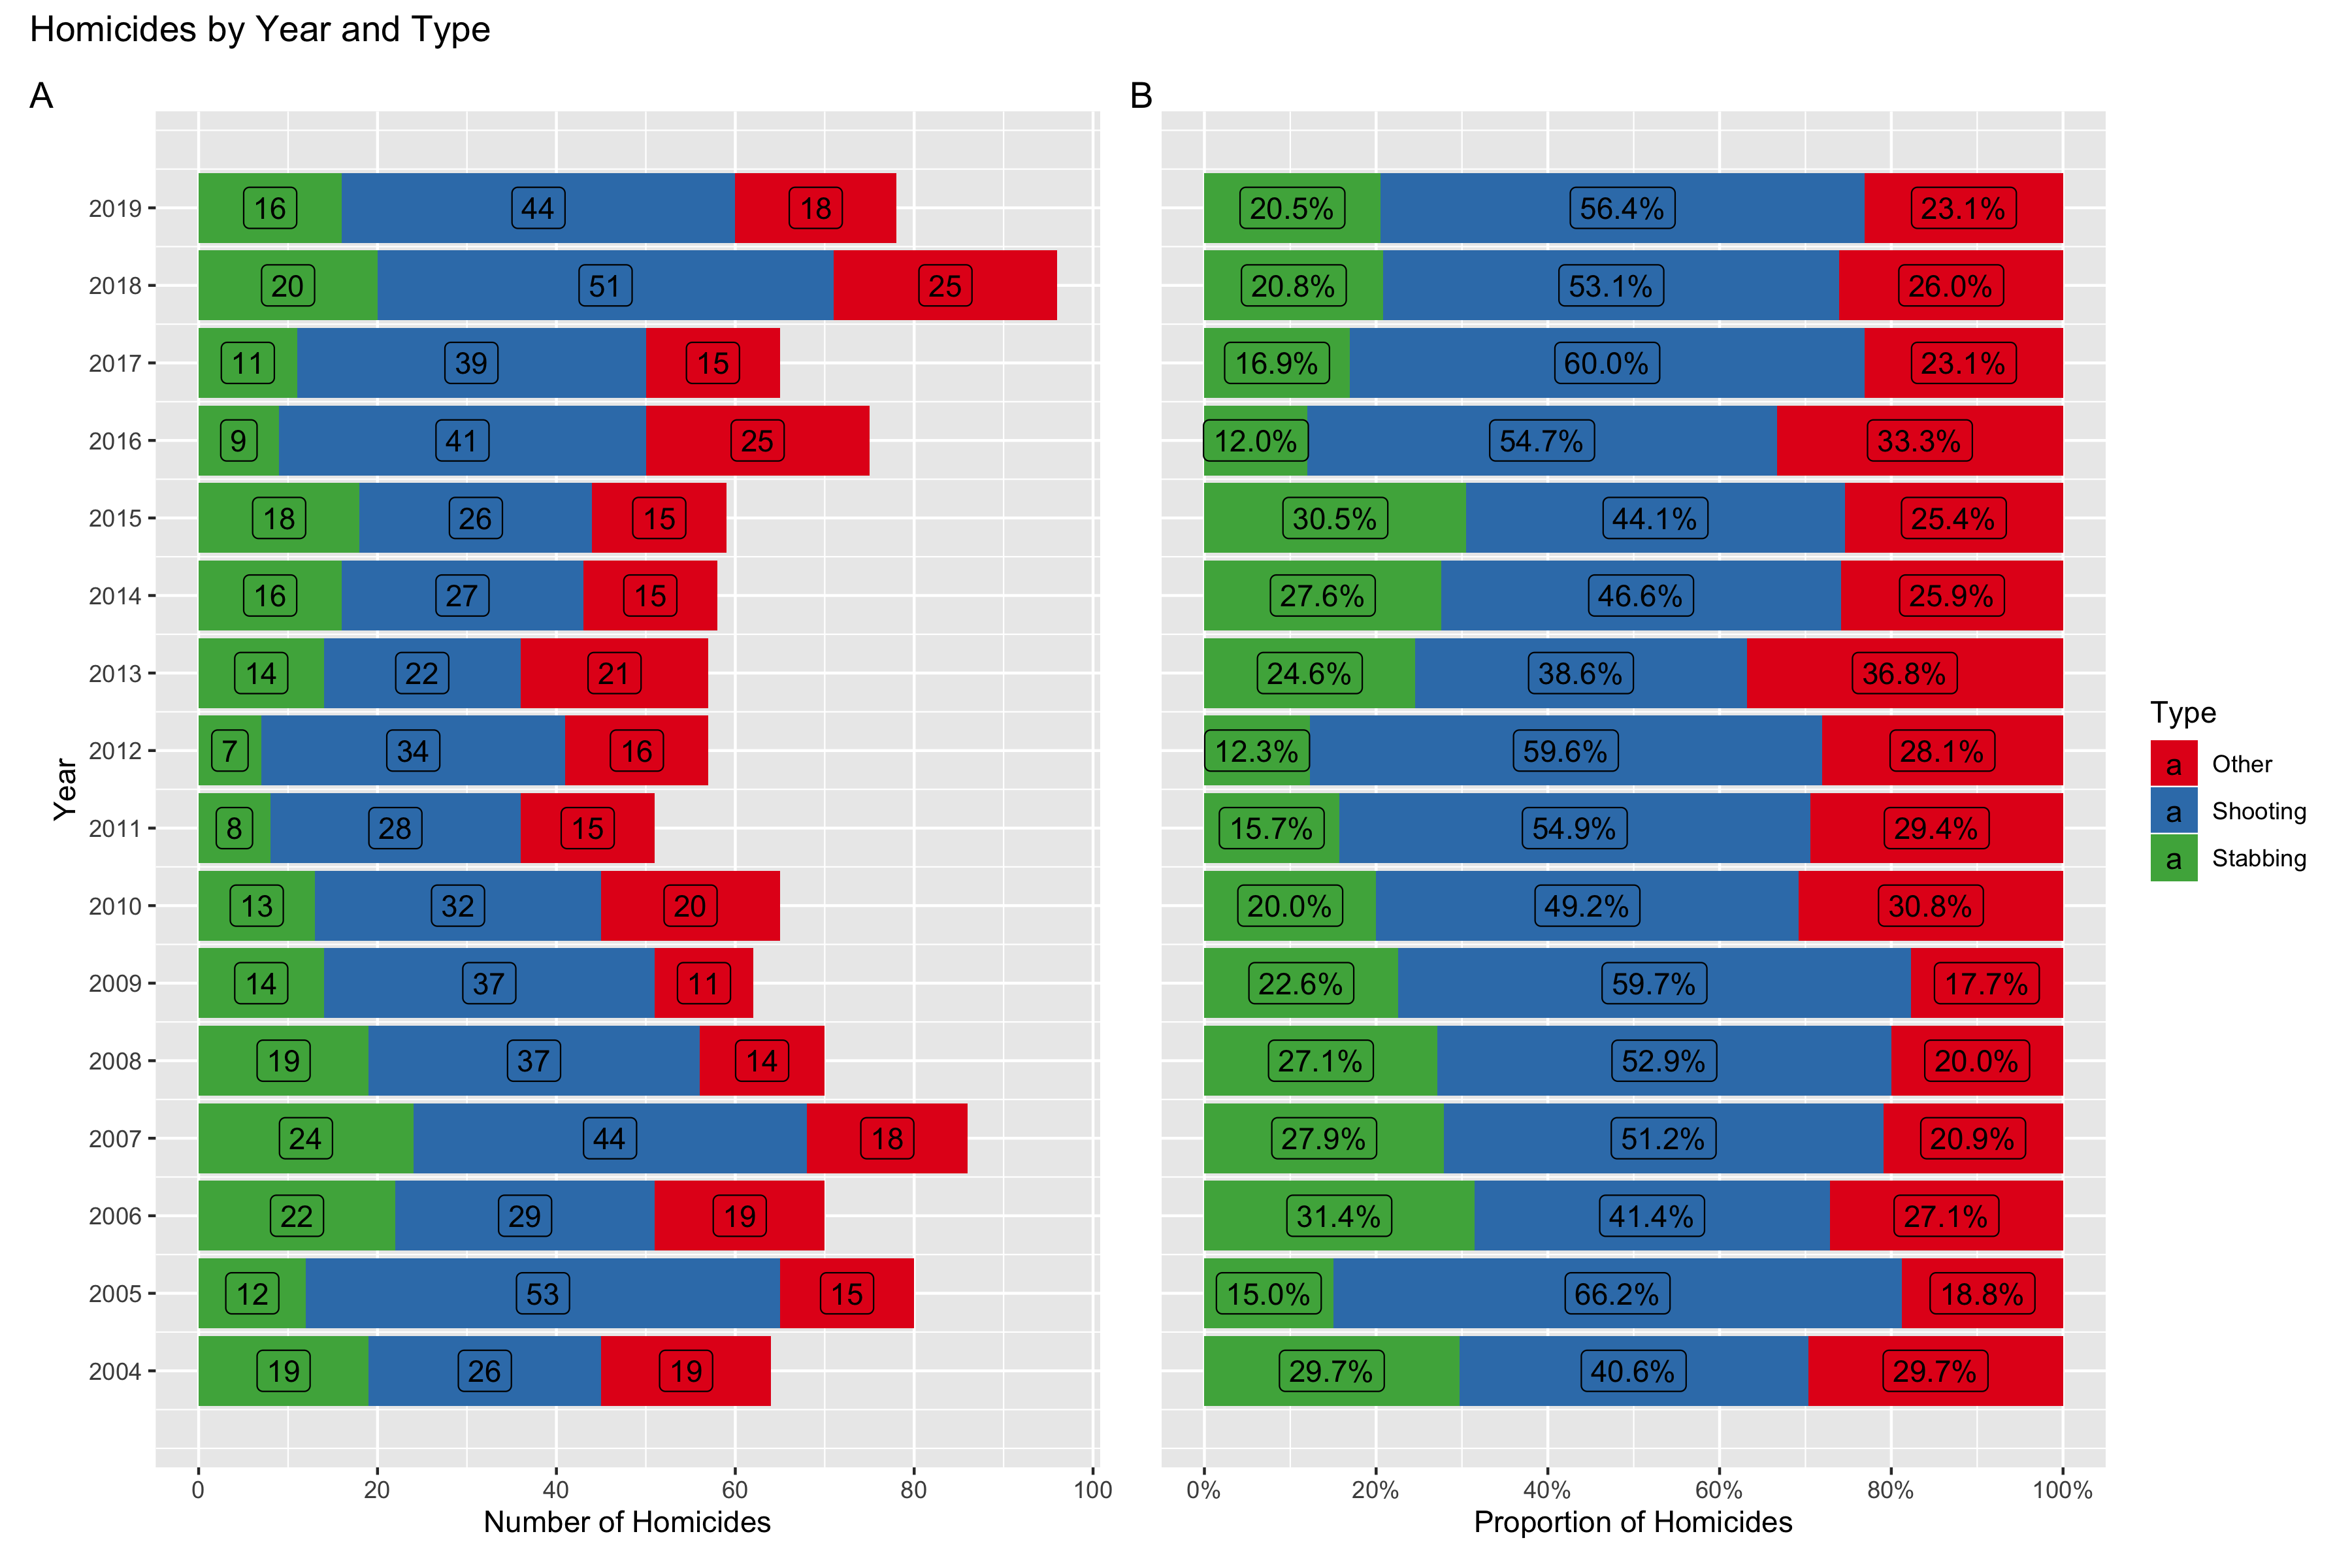 Homicides by Year and Type
A
B
2019 16 44 18 20.5% 56.4% 23.1%
2018 20 51 25 20.8% 53.1% 26.0%
2017 11 39 15 16.9% 60.0% 23.1%
2016 9 41 25 12.0% 54.7% 33.3%
2015 18 26 15 30.5% 44.1% 25.4%
2014 16 27 15 27.6% 46.6% 25.9%
2013 14 22 21 24.6% 38.6% 36.8%
2012 7 34 16 12.3% 59.6% 28.1%
2011 8 28 15 15.7% 54.9% 29.4%
2010 13 32 20 20.0% 49.2% 30.8%
2009 14 37 11 22.6% 59.7% 17.7%
2008 19 37 14 27.1% 52.9% 20.0%
2007 24 44 18 27.9% 51.2% 20.9%
2006 22 29 19 31.4% 41.4% 27.1%
2005 12 53 15 15.0% 66.2% 18.8%
2004 19 26 19 29.7% 40.6% 29.7%
Year
0 20 40 60 80 100
Number of Homicides
0% 20% 40% 60% 80% 100%
Proportion of Homicides
Type
a Other
a Shooting
a Stabbing